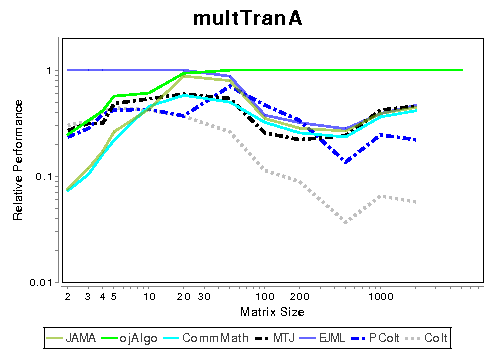 multTranA
Relative Performance
1
0.1
0.01
2 3 4 5 10 20 30 100 200 1000
Matrix Size
JAMA ojAlgo CommMath MTJ EJML PColt Colt